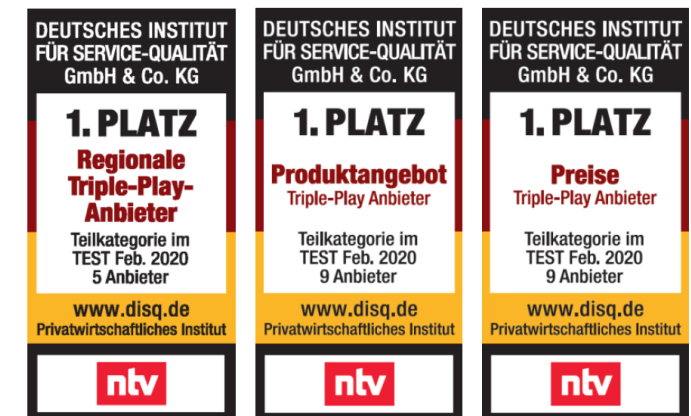 DEUTSCHES INSTITUT
FÜR SERVICE-QUALITÄT
GmbH & Co. KG
1. PLATZ
Regionale
Triple-Play-
Anbieter
Teilkategorie im
TEST Feb. 2020
5 Anbieter
www.disq.de
Privatwirtschaftliches Institut
ntv
DEUTSCHES INSTITUT
FÜR SERVICE-QUALITÄT
GmbH & Co. KG
1. PLATZ
Produktangebot
Triple-Play Anbieter
Teilkategorie im
TEST Feb. 2020
9 Anbieter
www.disq.de
Privatwirtschaftliches Institut
ntv
DEUTSCHES INSTITUT
FÜR SERVICE-QUALITÄT
GmbH & Co. KG
1. PLATZ
Preise
Triple-Play Anbieter
Teilkategorie im
TEST Feb. 2020
9 Anbieter
www.disq.de
Privatwirtschaftliches Institut
ntv